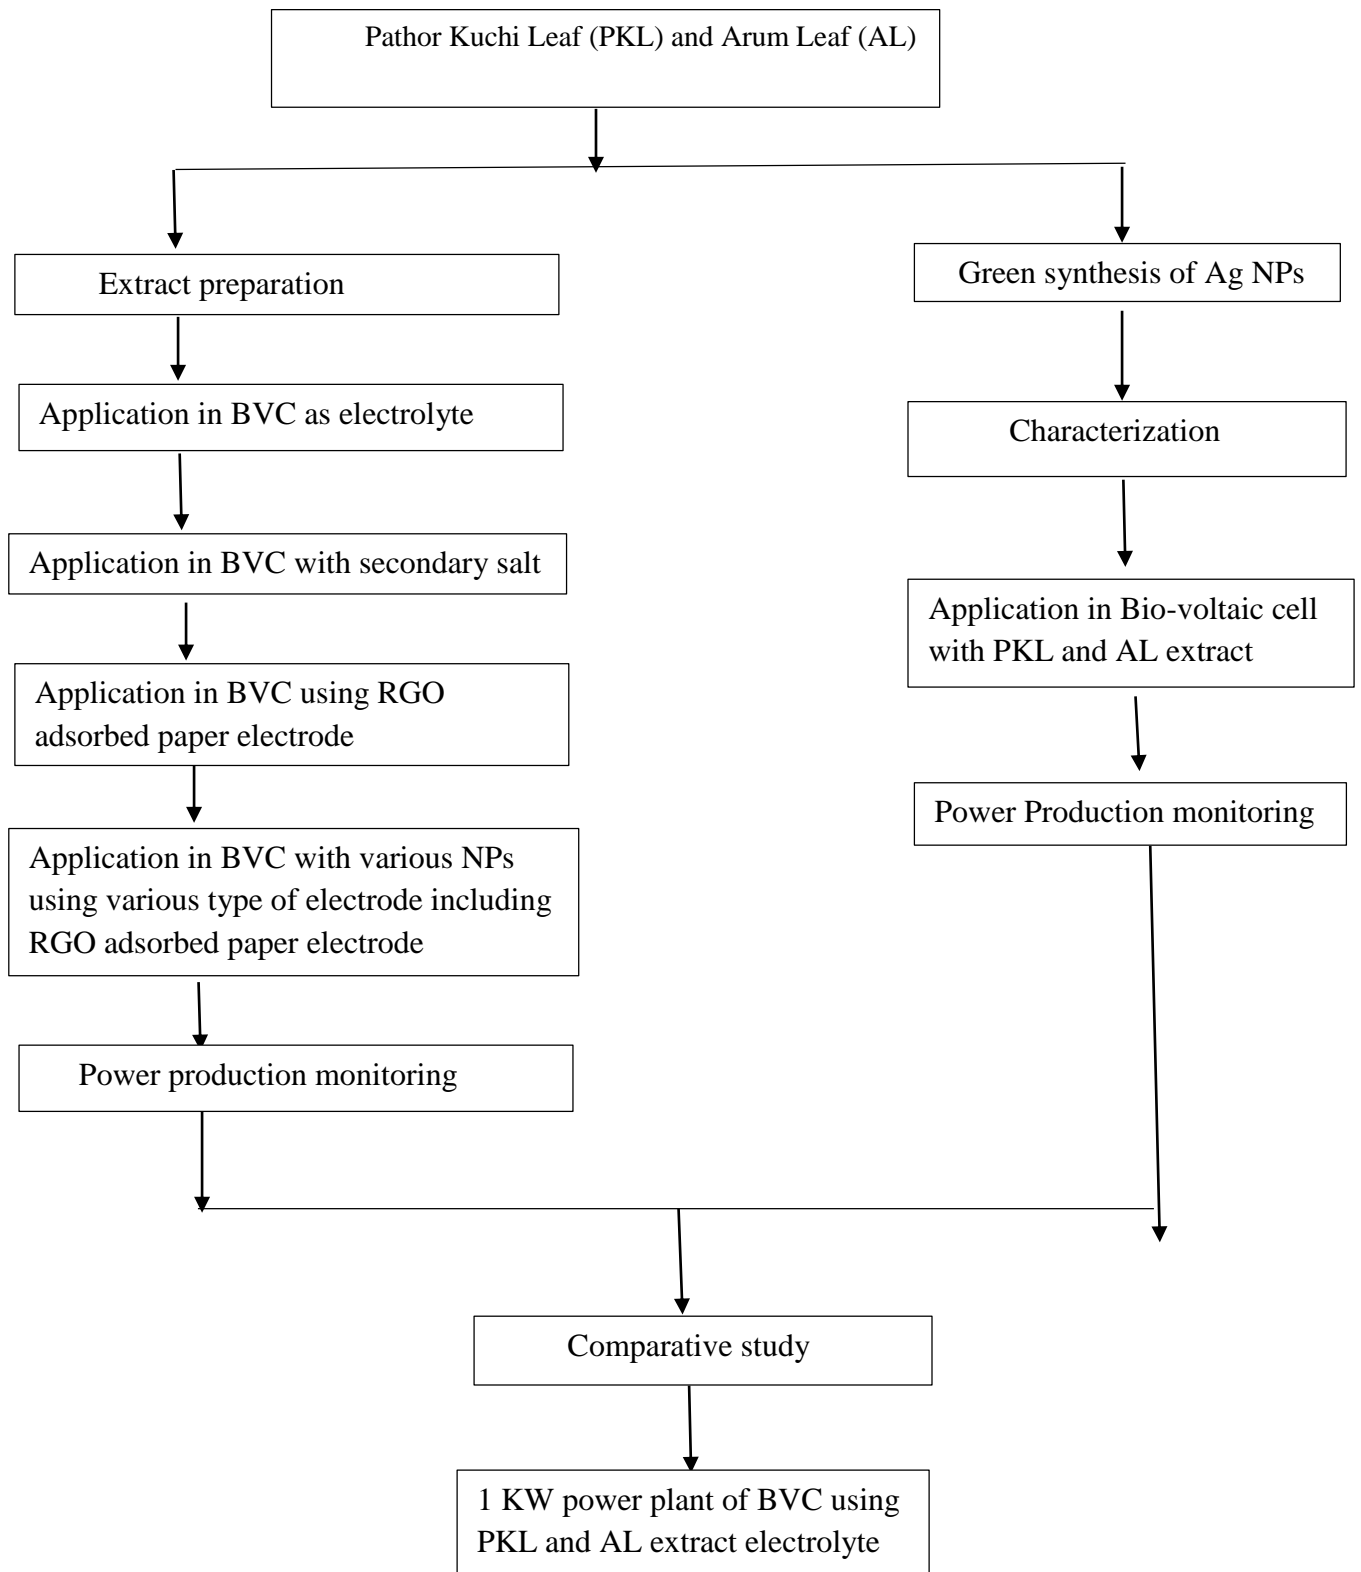 Pathor Kuchi Leaf (PKL) and Arum Leaf (AL)
Extract preparation
Application in BVC as electrolyte
Application in BVC with secondary salt
Application in BVC using RGO
adsorbed paper electrode
Application in BVC with various NPs
using various type of electrode including
RGO adsorbed paper electrode
Power production monitoring
Green synthesis of Ag NPs
Characterization
Application in Bio-voltaic cell
with PKL and AL extract
Power Production monitoring
Comparative study
1 KW power plant of BVC using
PKL and AL extract electrolyte